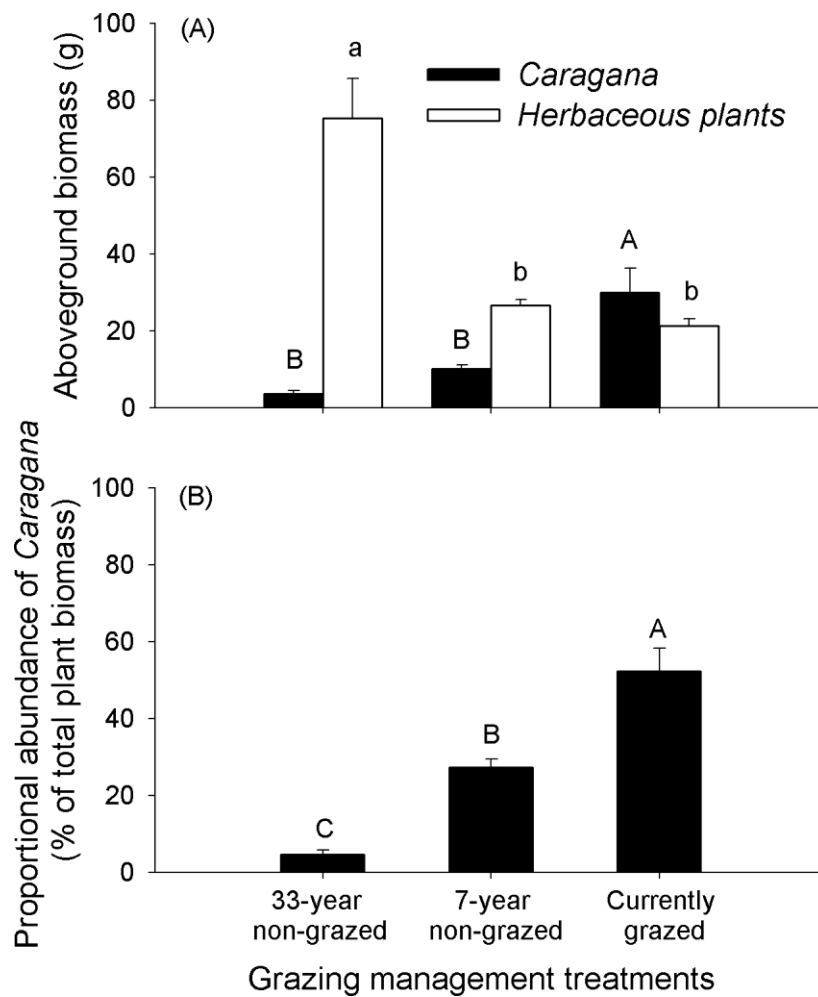 (A)
Aboveground biomass (g)
100
80
60
40
20
0
Caragana
Herbaceous plants
B
a
B
b
A
b
(B)
Proportional abundance of Caragana
(% of total plant biomass)
100
80
60
40
20
0
C
B
A
33-year
non-grazed
7-year
non-grazed
Currently
grazed
Grazing management treatments